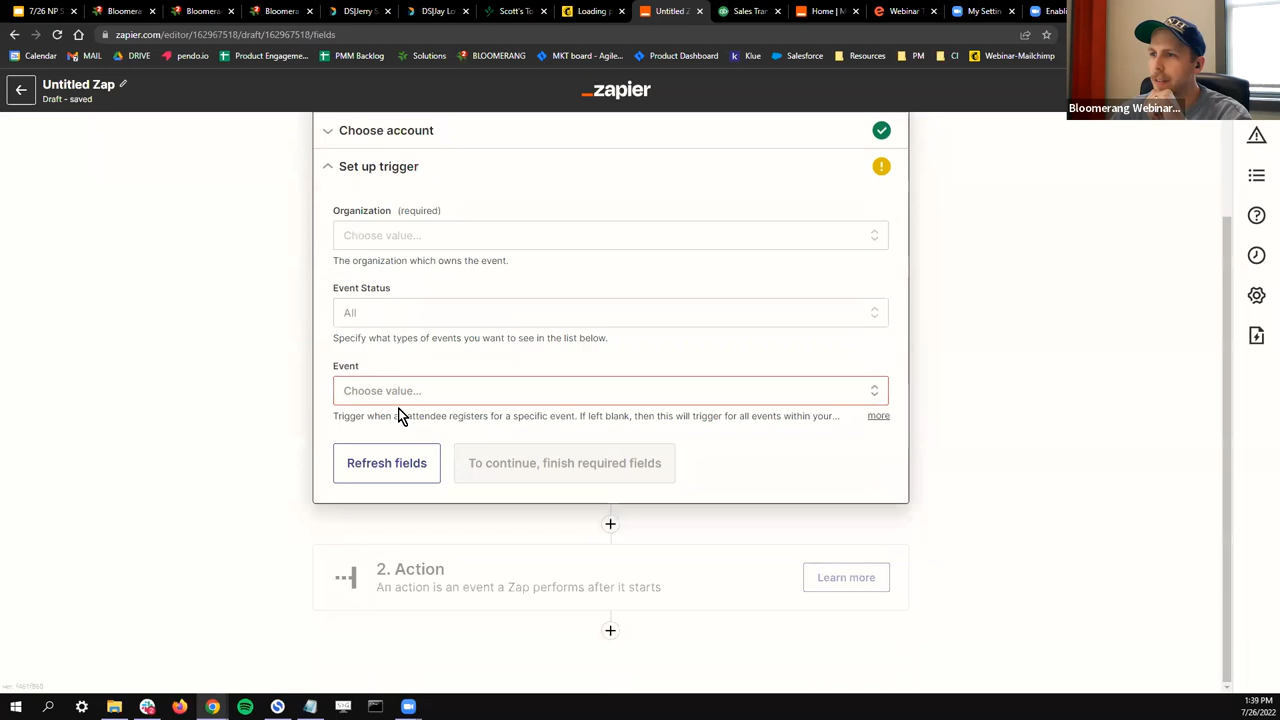 7/26 NP S
Bloomera
Bloomera
Bloomera
DS|Jerry S
DS|Jay Lo
Scott's To
Loading p
Untitled Z
Sales Tran
Home | M
Webinar
My Settin
Enabli
zapier.com/editor/162967518/draft/162967518/fields
Calendar
MAIL
DRIVE
pendo.io
Product Engageme...
PMM Backlog
Solutions
BLOOMERANG
MKT board - Agile...
Product Dashboard
Klue
Salesforce
Resources
PM
CI
Webinar-Mailchimp
Untitled Zap
Draft - saved
_zapier
Bloomerang Webinar...
Choose account
Set up trigger
Organization (required)
Choose value...
The organization which owns the event.
Event Status
All
Specify what types of events you want to see in the list below.
Event
Choose value...
Trigger when attendee registers for a specific event. If left blank, then this will trigger for all events within your...
more
Refresh fields
To continue, finish required fields
2. Action
An action is an event a Zap performs after it starts
Learn more
1:39 PM
7/26/2022